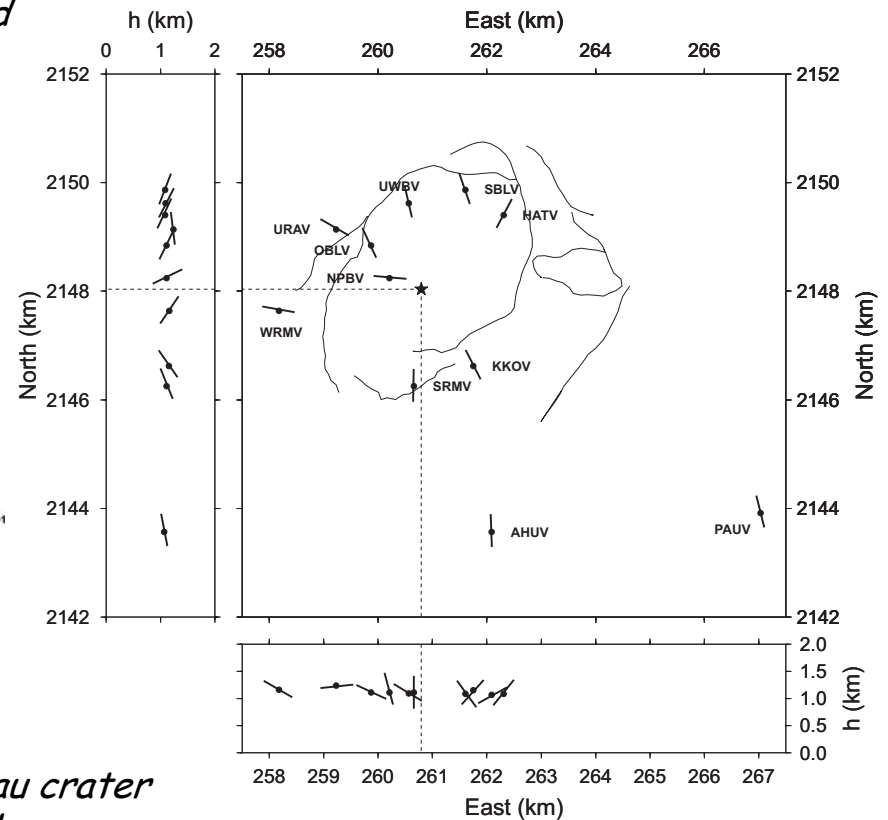 h (km)
East (km)
0 1 2
258 260 262 264 266
2152
2152
2150
2150
UWBV
SBLV
URAV
HATV
OBLV
NPBV
2148
2148
North (km)
North (km)
WRMV
KKOV
2146
SRMV
2146
2144
2144
PAUV
AHUV
2142
2142
2.0
1.5
1.0
0.5
0.0
h (km)
258 259 260 261 262 263 264 265 266 267
East (km)
au crater